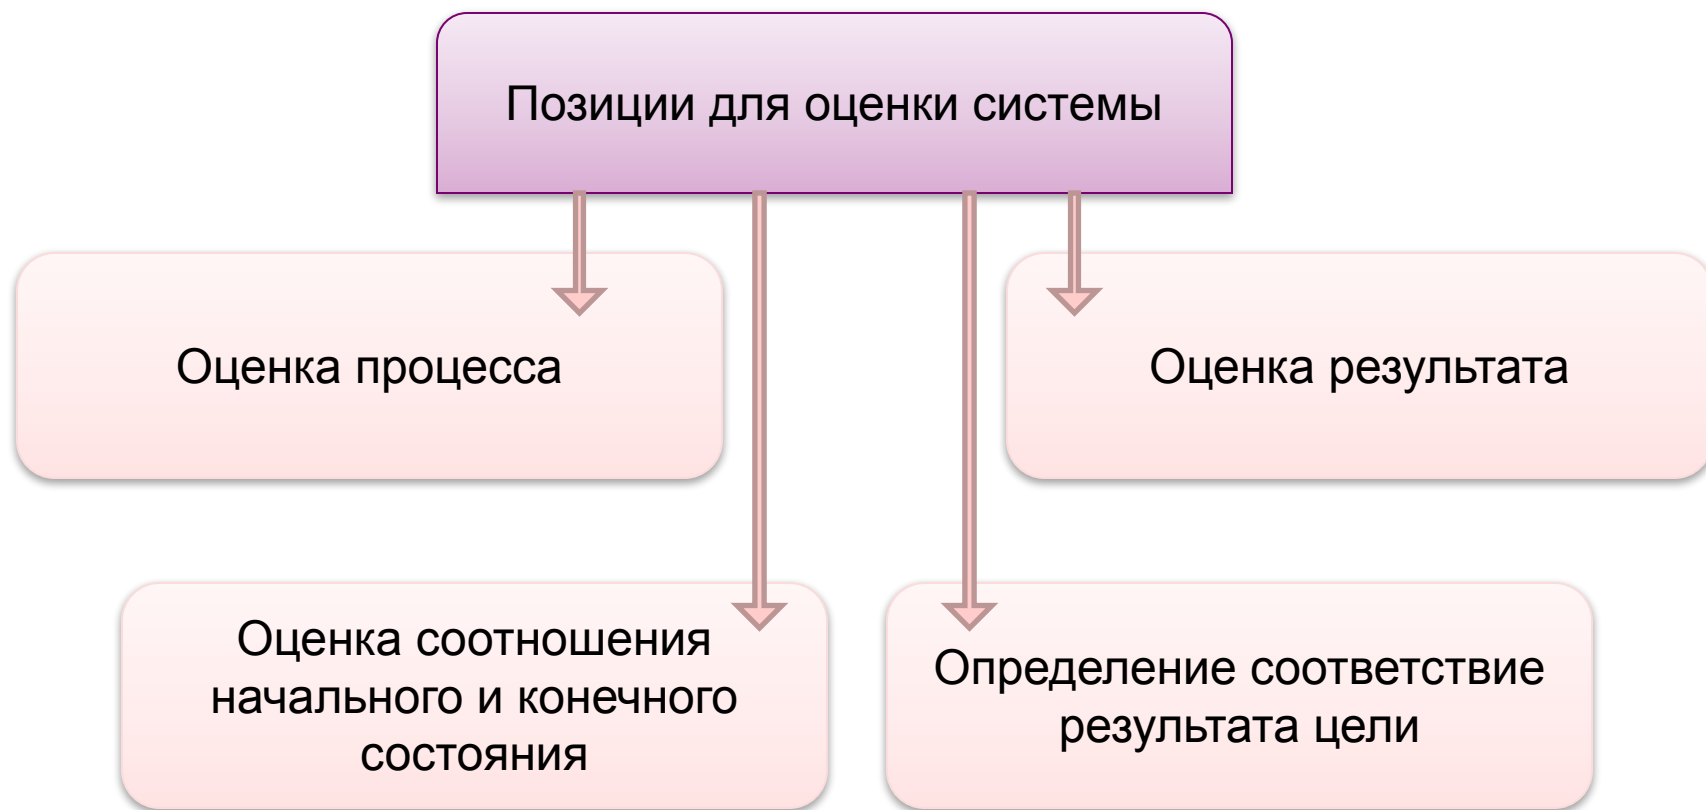 Позиции для оценки системы
Оценка процесса
Оценка результата
Оценка соотношения
начального и конечного
состояния
Определение соответствие
результата цели